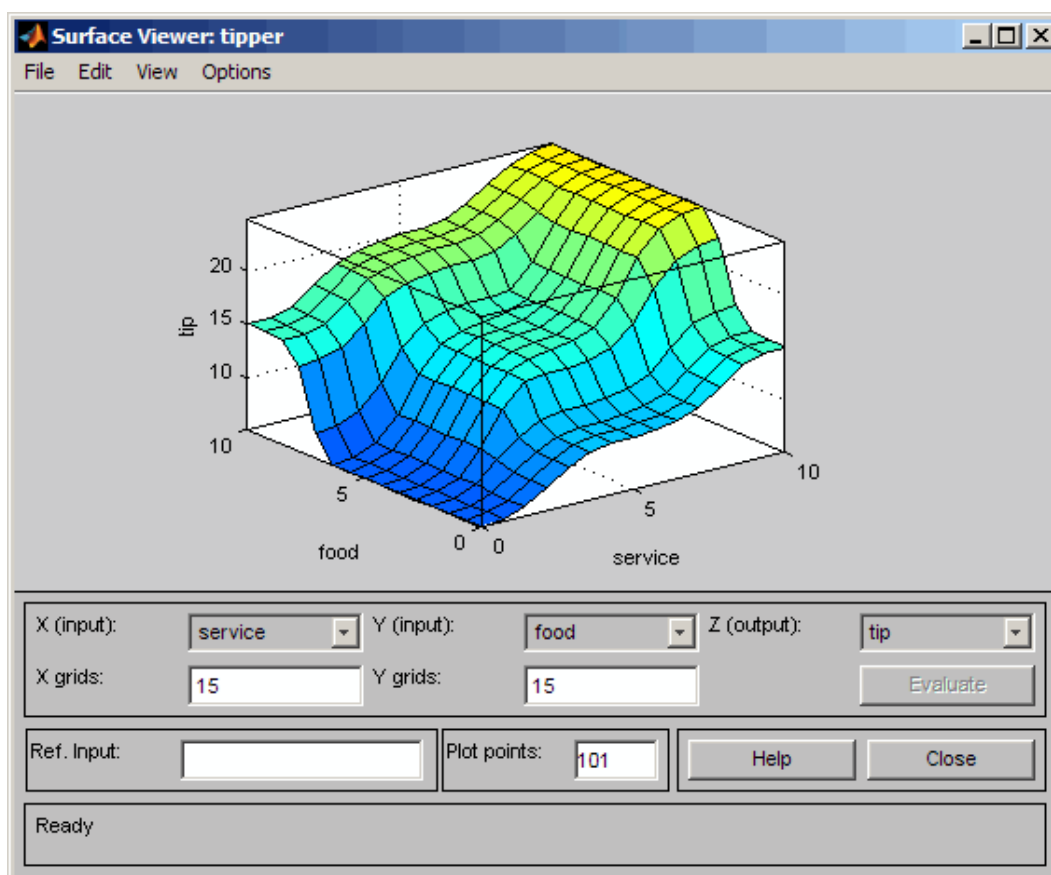 Surface Viewer: tipper
File Edit View Options
20
15
10
tip
10
5
0
food
0
5
10
service
X (input): service Y (input): food Z (output): tip
X grids: 15 Y grids: 15 Evaluate
Ref. Input: Plot points: 101 Help Close
Ready